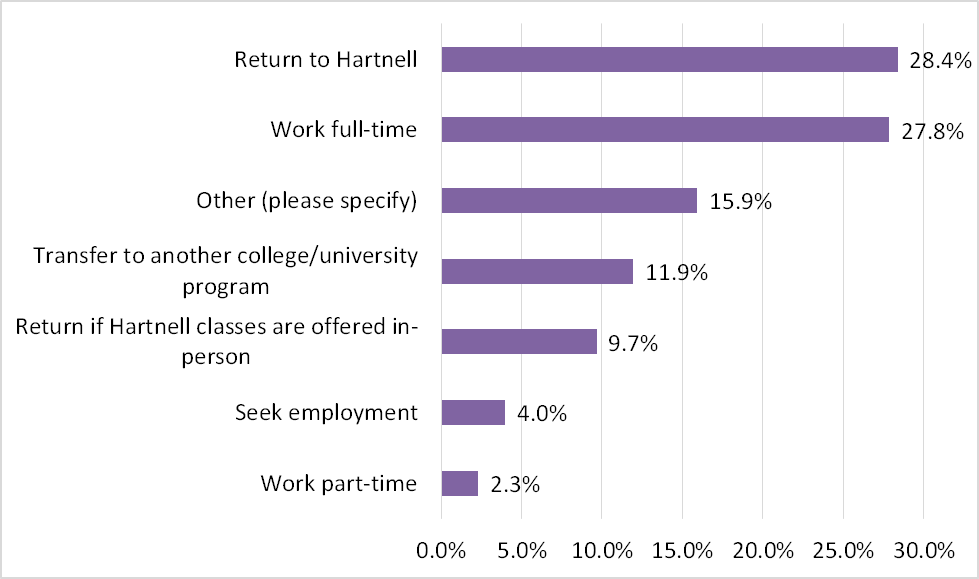 Return to Hartnell
28.4%
Work full-time
27.8%
Other (please specify)
15.9%
Transfer to another college/university
program
11.9%
Return if Hartnell classes are offered in-
person
9.7%
Seek employment
4.0%
Work part-time
2.3%
0.0% 5.0% 10.0% 15.0% 20.0% 25.0% 30.0%